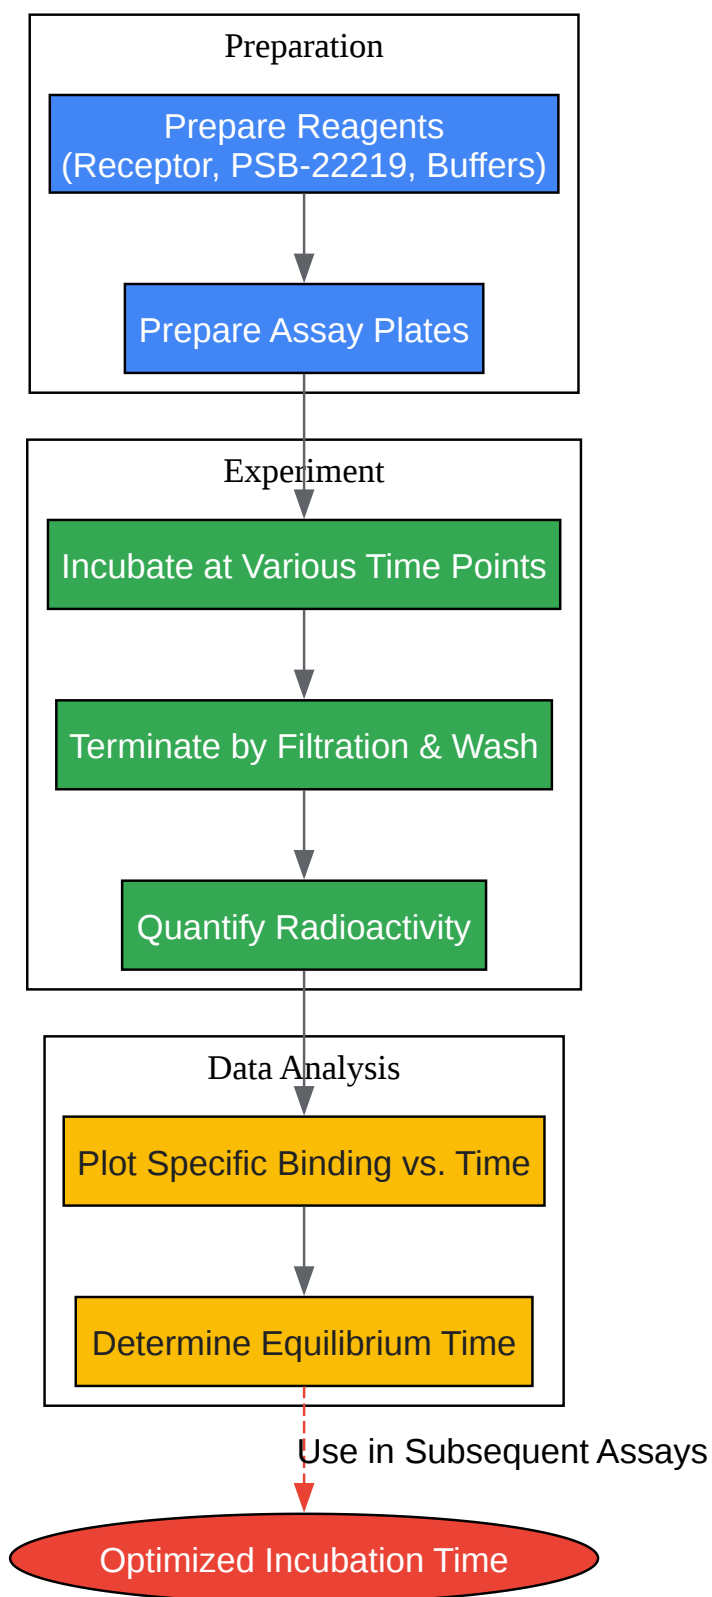 Preparation
Prepare Reagents
(Receptor, PSB-22219, Buffers)
Prepare Assay Plates
Experiment
Incubate at Various Time Points
Terminate by Filtration & Wash
Quantify Radioactivity
Data Analysis
Plot Specific Binding vs. Time
Determine Equilibrium Time
Use in Subsequent Assays
Optimized Incubation Time